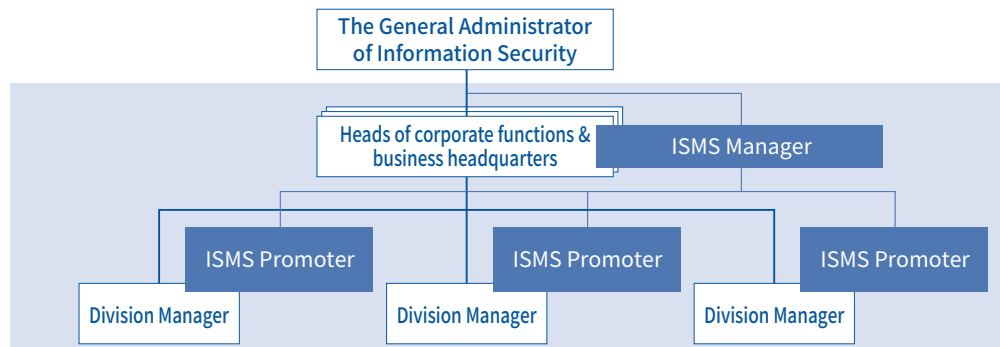 The General Administrator
of Information Security
Heads of corporate functions &
business headquarters
ISMS Manager
ISMS Promoter
ISMS Promoter
ISMS Promoter
Division Manager
Division Manager
Division Manager